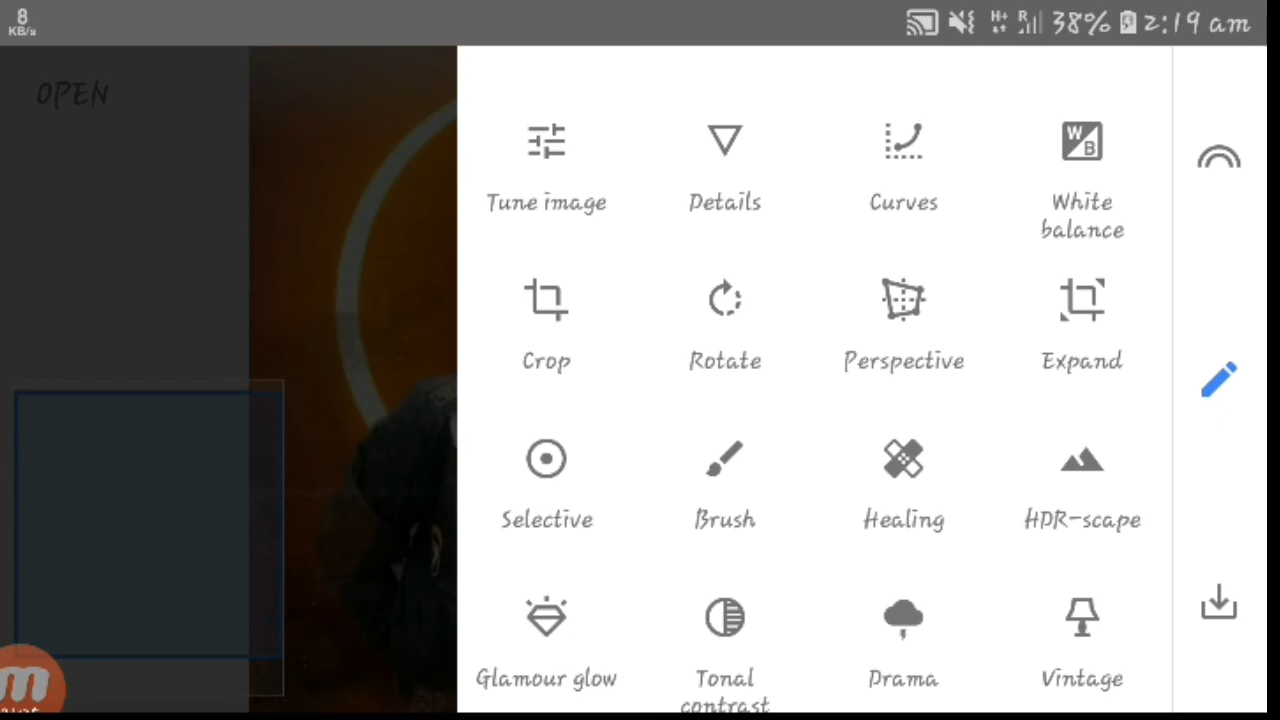 8
KB/s
H+
R
38%
2:19 am
OPEN
Tune image
Details
Curves
W
B
White
balance
Crop
Rotate
Perspective
Expand
Selective
Brush
Healing
HDR-scape
Glamour glow
Tonal
contrast
Drama
Vintage